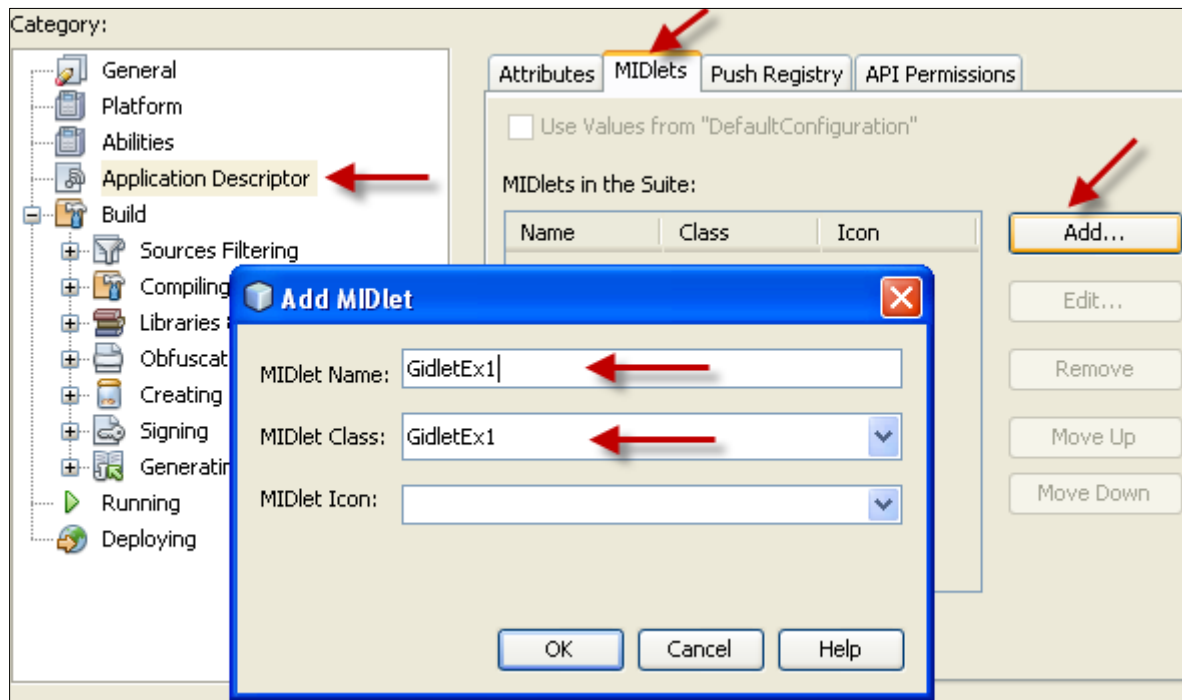 Category:
General
Platform
Abilities
Application Descriptor
Build
Sources Filtering
Compiling
Libraries
Obfuscat
Creating
Signing
Generatin
Running
Deploying
Attributes MIDlets Push Registry API Permissions
Use Values from "DefaultConfiguration"
MIDlets in the Suite:
Name Class Icon
Add...
Edit...
Remove
Move Up
Move Down
Add MIDlet
MIDlet Name: GidletEx1
MIDlet Class: GidletEx1
MIDlet Icon:
OK Cancel Help